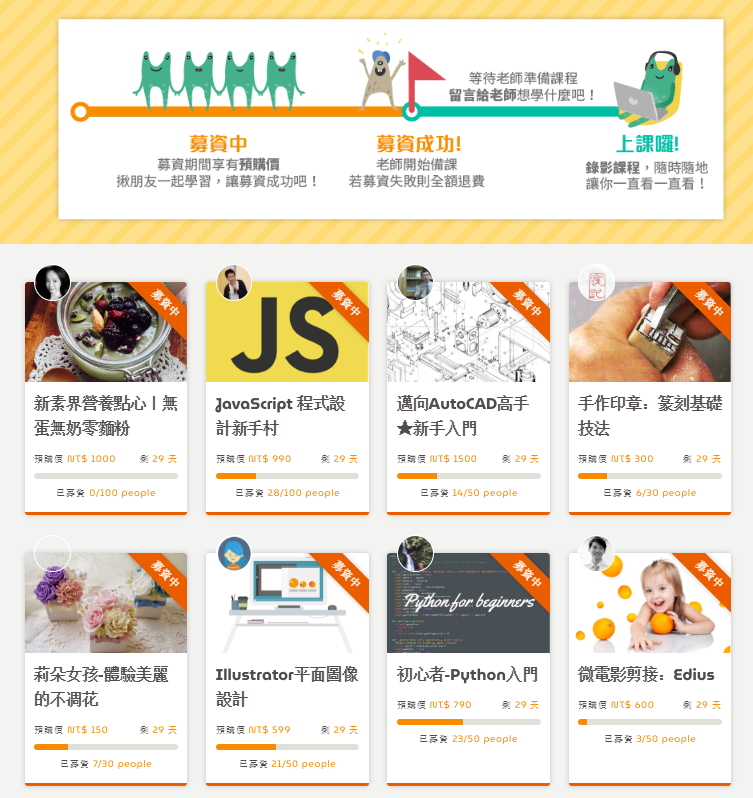 等待老師準備課程
留言給老師想學什麼吧！
募資中
募資期間享有預購價
揪朋友一起學習，讓募資成功吧！
募資成功!
老師開始備課
若募資失敗則全額退費
上課囉!
錄影課程，隨時隨地
讓你一直看一直看！
募資中
新素界營養點心｜無
蛋無奶零麵粉
預購價 NT$ 1000 剩 29 天
已募資 0/100 people
募資中
JS
JavaScript 程式設
計新手村
預購價 NT$ 990 剩 29 天
已募資 28/100 people
募資中
邁向AutoCAD高手
★新手入門
預購價 NT$ 1500 剩 29 天
已募資 14/50 people
募資中
手作印章：篆刻基礎
技法
預購價 NT$ 300 剩 29 天
已募資 6/30 people
募資中
莉朵女孩-體驗美麗
的不凋花
預購價 NT$ 150 剩 29 天
已募資 7/30 people
募資中
Illustrator平面圖像
設計
預購價 NT$ 599 剩 29 天
已募資 21/50 people
募資中
Python for beginners
初心者-Python入門
預購價 NT$ 790 剩 29 天
已募資 23/50 people
募資中
微電影剪接：Edius
預購價 NT$ 600 剩 29 天
已募資 3/50 people